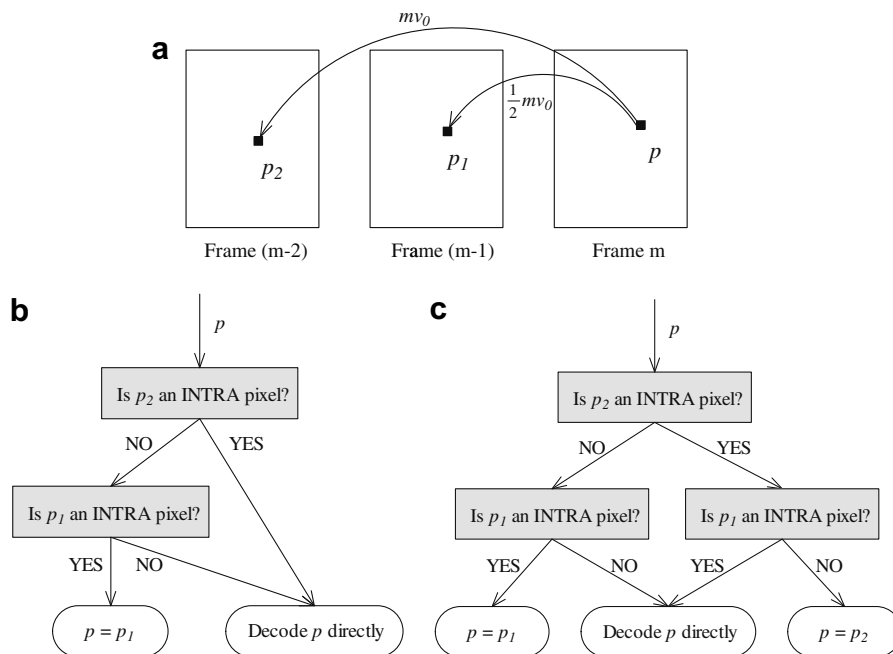 a
mv0
1/2 mv0
p2
p1
p
Frame (m-2)
Frame (m-1)
Frame m
b
p
Is p2 an INTRA pixel?
NO
YES
Is p1 an INTRA pixel?
YES
NO
p = p1
Decode p directly
c
p
Is p2 an INTRA pixel?
NO
YES
Is p1 an INTRA pixel?
Is p1 an INTRA pixel?
YES
NO
YES
NO
p = p1
Decode p directly
p = p2